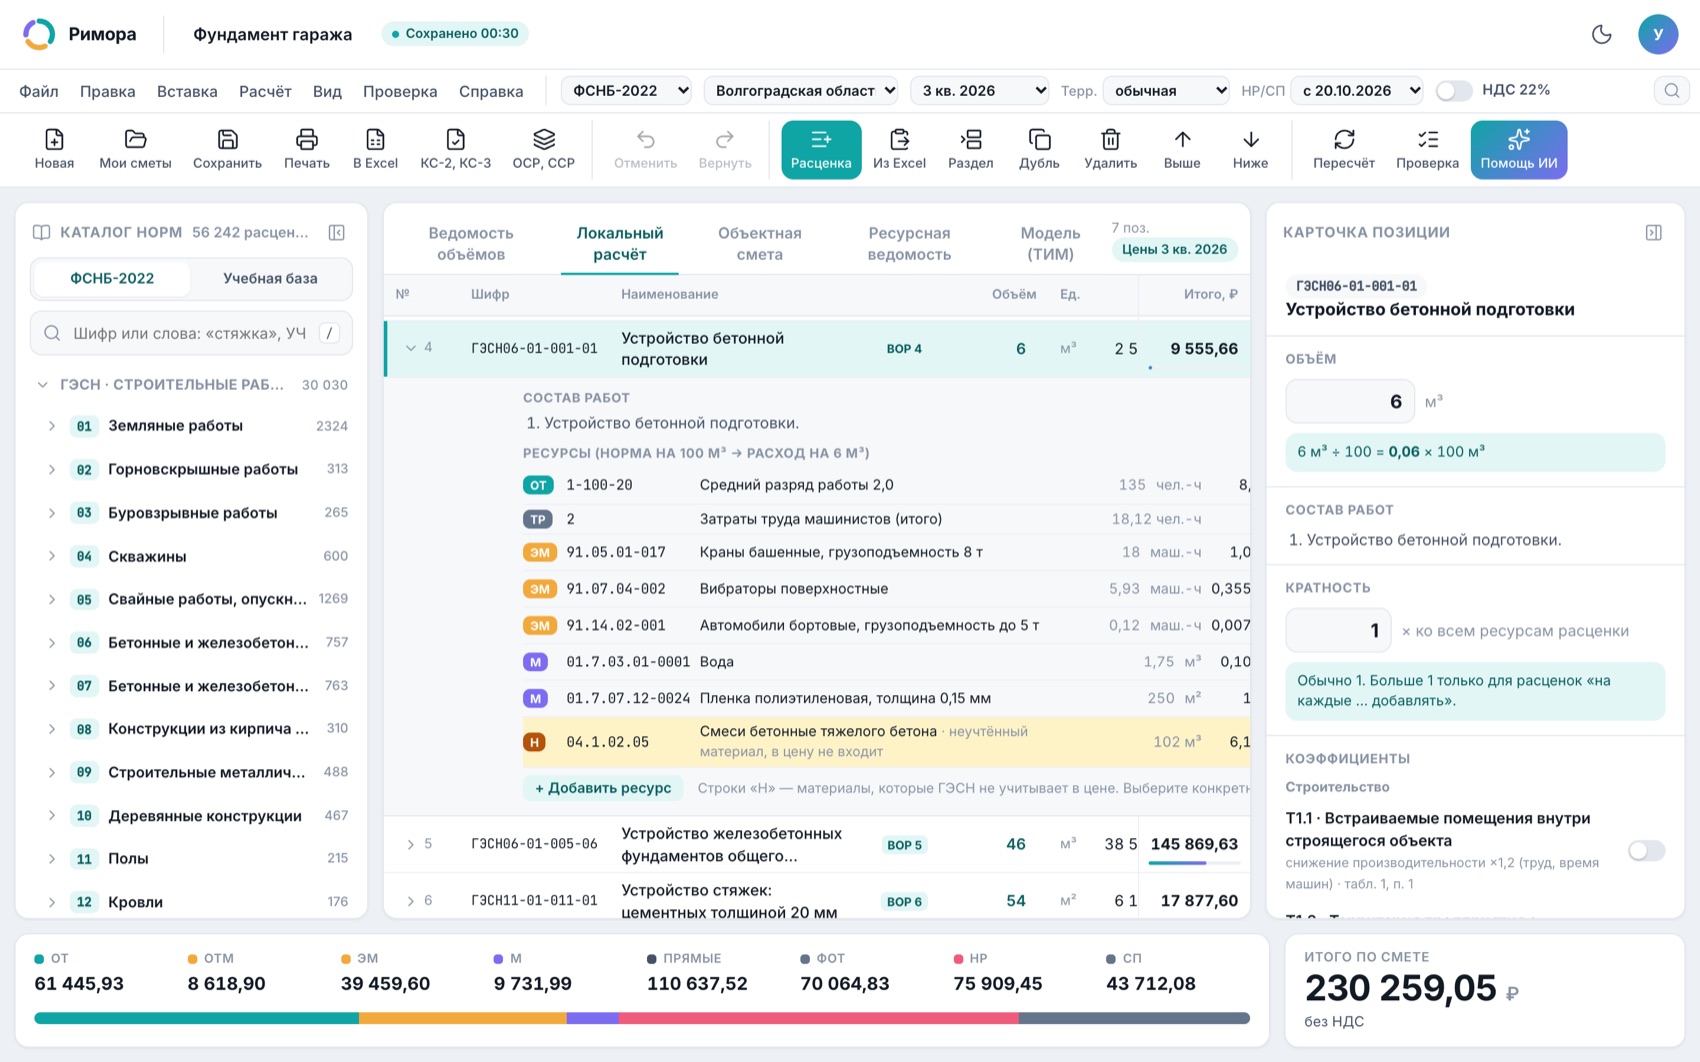 Римора
Фундамент гаража
Сохранено 00:30
У
Файл Правка Вставка Расчёт Вид Проверка Справка
ФСНБ-2022
Волгоградская област
3 кв. 2026
Терр. обычная
НР/СП с 20.10.2026
НДС 22%
Новая
Мои сметы
Сохранить
Печать
В Excel
КС-2, КС-3
ОСР, ССР
Отменить
Вернуть
Расценка
Из Excel
Раздел
Дубль
Удалить
Выше
Ниже
Пересчёт
Проверка
Помощь ИИ
КАТАЛОГ НОРМ 56 242 расцен...
ФСНБ-2022 Учебная база
Шифр или слова: «стяжка», УЧ /
ГЭСН · СТРОИТЕЛЬНЫЕ РАБ... 30 030
01 Земляные работы 2324
02 Горновскрышные работы 313
03 Буровзрывные работы 265
04 Скважины 600
05 Свайные работы, опускн... 1269
06 Бетонные и железобетон... 757
07 Бетонные и железобетон... 763
08 Конструкции из кирпича ... 310
09 Строительные металлич... 488
10 Деревянные конструкции 467
11 Полы 215
12 Кровли 176
Ведомость объёмов
Локальный расчёт
Объектная смета
Ресурсная ведомость
Модель (ТИМ)
7 поз.
Цены 3 кв. 2026
№ Шифр Наименование Объём Ед. Итого, ₽
4 ГЭСН06-01-001-01 Устройство бетонной подготовки ВОР 4 6 м³ 2 5 9 555,66
СОСТАВ РАБОТ
1. Устройство бетонной подготовки.
РЕСУРСЫ (НОРМА НА 100 М³ → РАСХОД НА 6 М³)
ОТ 1-100-20 Средний разряд работы 2,0 135 чел.-ч 8,
ТР 2 Затраты труда машинистов (итого) 18,12 чел.-ч
ЭМ 91.05.01-017 Краны башенные, грузоподъемность 8 т 18 маш.-ч 1,0
ЭМ 91.07.04-002 Вибраторы поверхностные 5,93 маш.-ч 0,355
ЭМ 91.14.02-001 Автомобили бортовые, грузоподъемность до 5 т 0,12 маш.-ч 0,007
М 01.7.03.01-0001 Вода 1,75 м³ 0,10
М 01.7.07.12-0024 Пленка полиэтиленовая, толщина 0,15 мм 250 м² 1
Н 04.1.02.05 Смеси бетонные тяжелого бетона · неучтённый материал, в цену не входит 102 м³ 6,1
+ Добавить ресурс Строки «Н» — материалы, которые ГЭСН не учитывает в цене. Выберите конкрет
5 ГЭСН06-01-005-06 Устройство железобетонных фундаментов общего... ВОР 5 46 м³ 38 5 145 869,63
6 ГЭСН11-01-011-01 Устройство стяжек: цементных толщиной 20 мм ВОР 6 54 м² 6 1 17 877,60
КАРТОЧКА ПОЗИЦИИ
ГЭСН06-01-001-01
Устройство бетонной подготовки
ОБЪЁМ
6 м³
6 м³ ÷ 100 = 0,06 × 100 м³
СОСТАВ РАБОТ
1. Устройство бетонной подготовки.
КРАТНОСТЬ
1 × ко всем ресурсам расценки
Обычно 1. Больше 1 только для расценок «на
каждые ... добавлять».
КОЭФФИЦИЕНТЫ
Строительство
Т1.1 · Встраиваемые помещения внутри
строящегося объекта
снижение производительности ×1,2 (труд, время
машин) · табл. 1, п. 1
ОТ ОТМ ЭМ М ПРЯМЫЕ ФОТ НР СП
61 445,93 8 618,90 39 459,60 9 731,99 110 637,52 70 064,83 75 909,45 43 712,08
ИТОГО ПО СМЕТЕ
230 259,05 ₽
без НДС